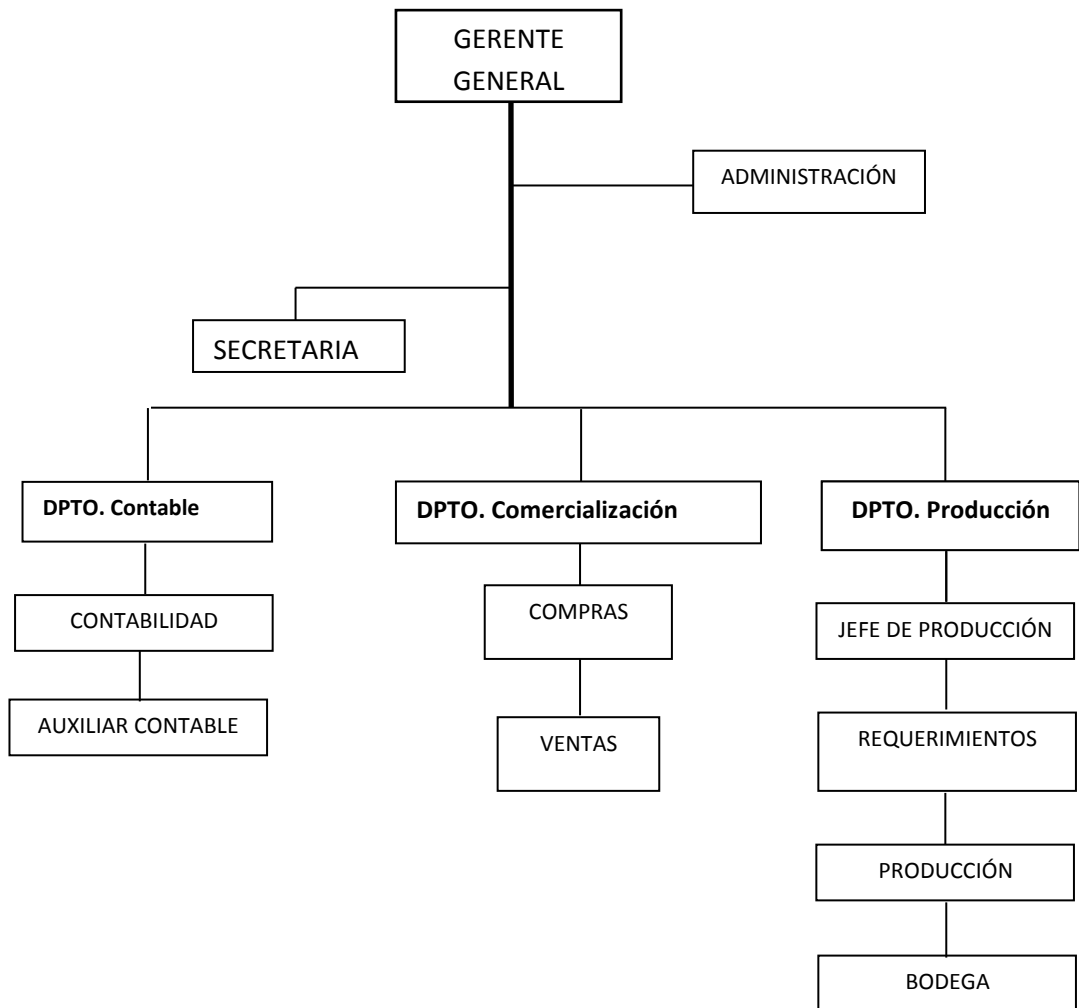 GERENTE
GENERAL
ADMINISTRACIÓN
SECRETARIA
DPTO. Contable
DPTO. Comercialización
DPTO. Producción
CONTABILIDAD
COMPRAS
JEFE DE PRODUCCIÓN
AUXILIAR CONTABLE
VENTAS
REQUERIMIENTOS
PRODUCCIÓN
BODEGA